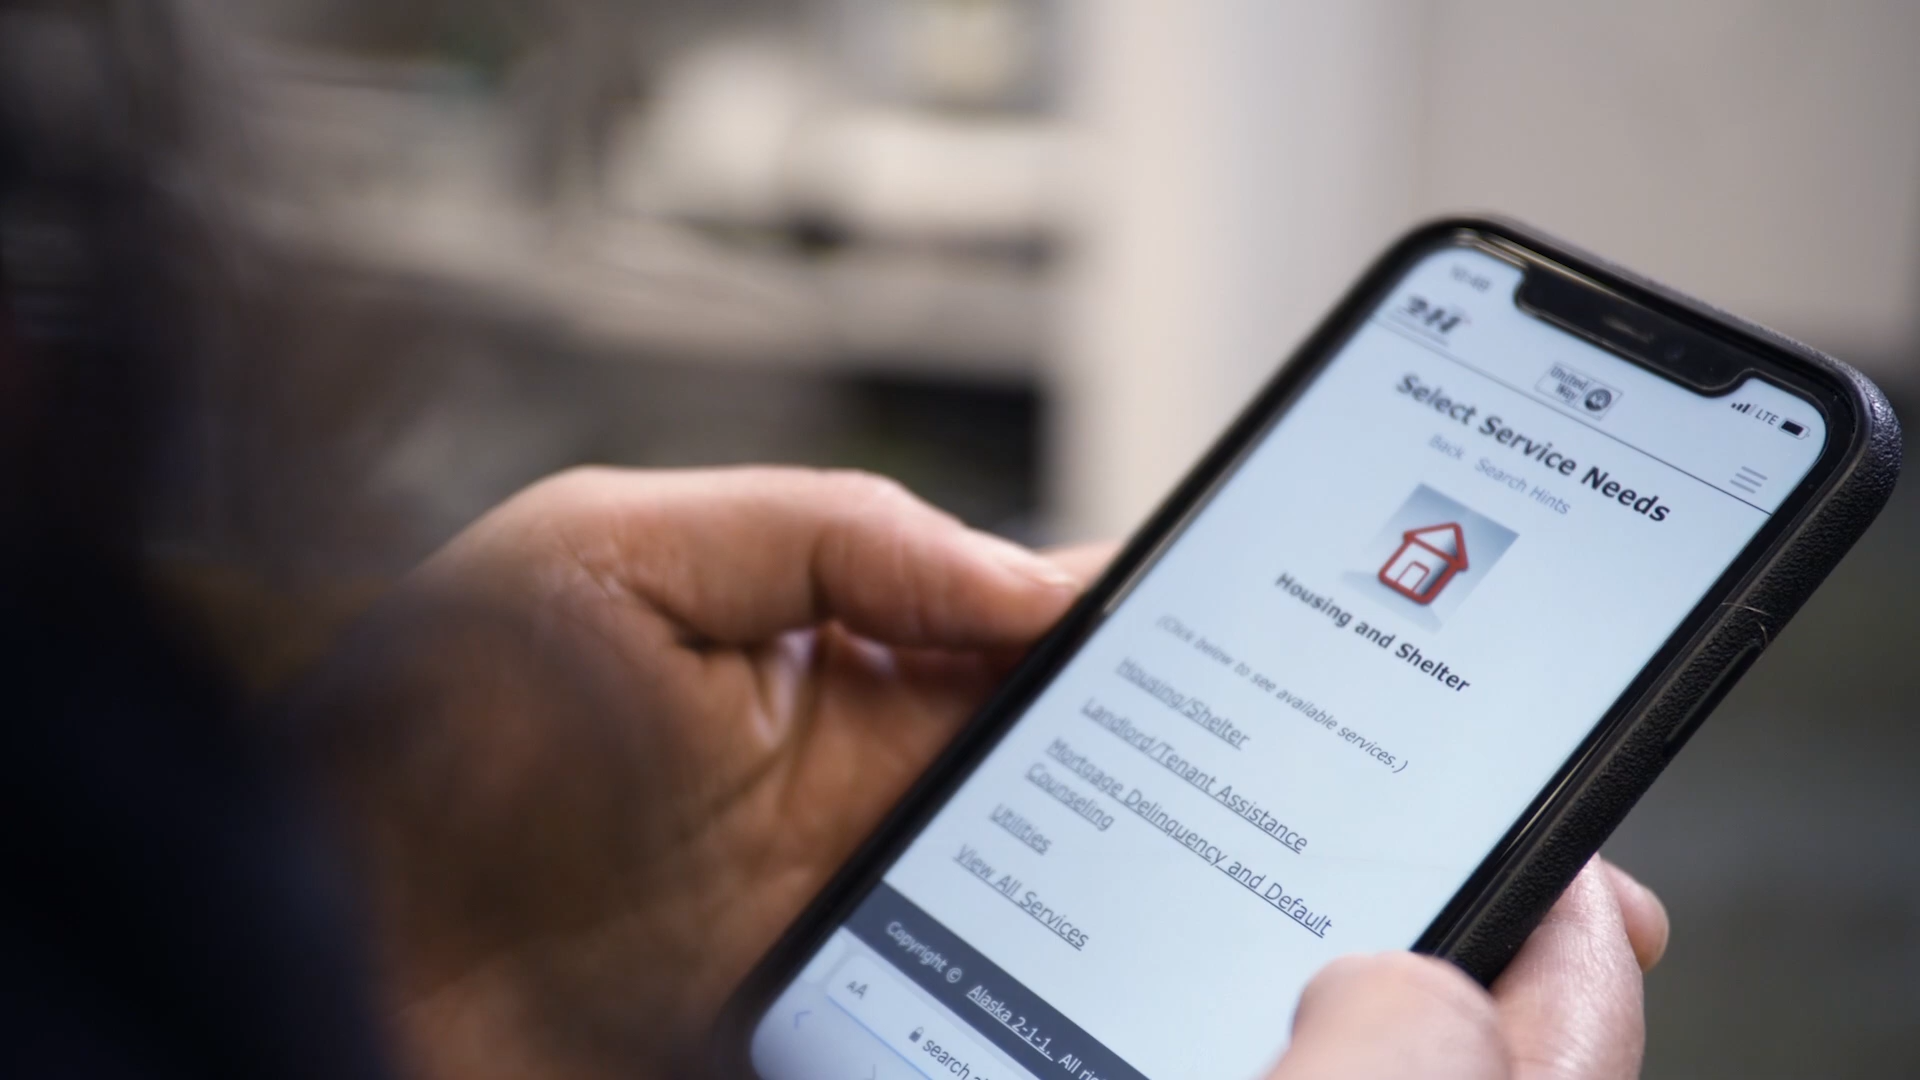 211
United
Way
LTE
Select Service Needs
Back Search Hints
Housing and Shelter
(Click below to see available services.)
Housing/Shelter
Landlord/Tenant Assistance
Mortgage Delinquency and Default
Counseling
Utilities
View All Services
Copyright © Alaska 2-1-1. All
AA
search